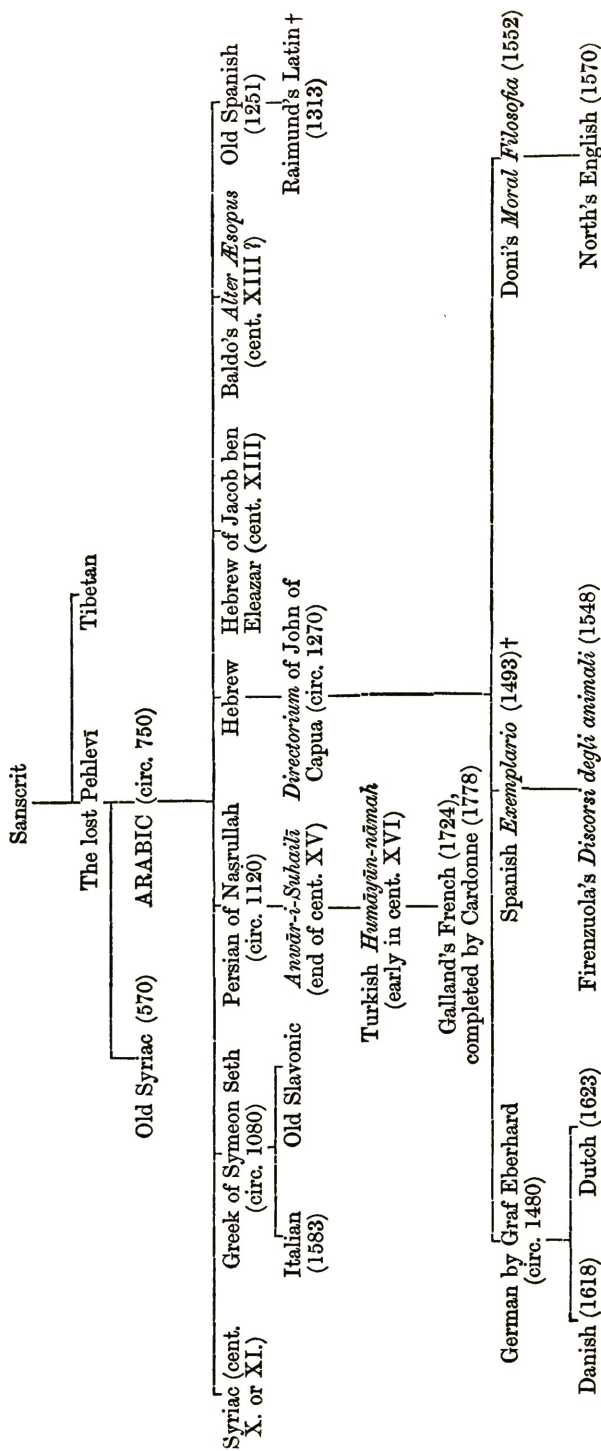 Sanscrit
The lost Pehlevī
Tibetan
Old Syriac (570)
ARABIC (circ. 750)
Syriac (cent.
X. or XI.)
Greek of Symeon Seth
(circ. 1080)
Italian
(1583)
Old Slavonic
Persian of Naṣrullah
(circ. 1120)
Anwār-i-Suhailī
(end of cent. XV)
Turkish Humāyūn-nāmah
(early in cent. XVI)
Galland's French (1724),
completed by Cardonne (1778)
Hebrew
Directorium of John of
Capua (circ. 1270)
Hebrew of Jacob ben
Eleazar (cent. XIII)
Baldo's Alter Æsopus
(cent. XIII ?)
Old Spanish
(1251)
Raimund's Latin †
(1313)
German by Graf Eberhard
(circ. 1480)
Danish (1618)
Dutch (1623)
Spanish Exemplario (1493)†
Firenzuola's Discorsi degli animali (1548)
Doni's Moral Filosofia (1552)
North's English (1570)